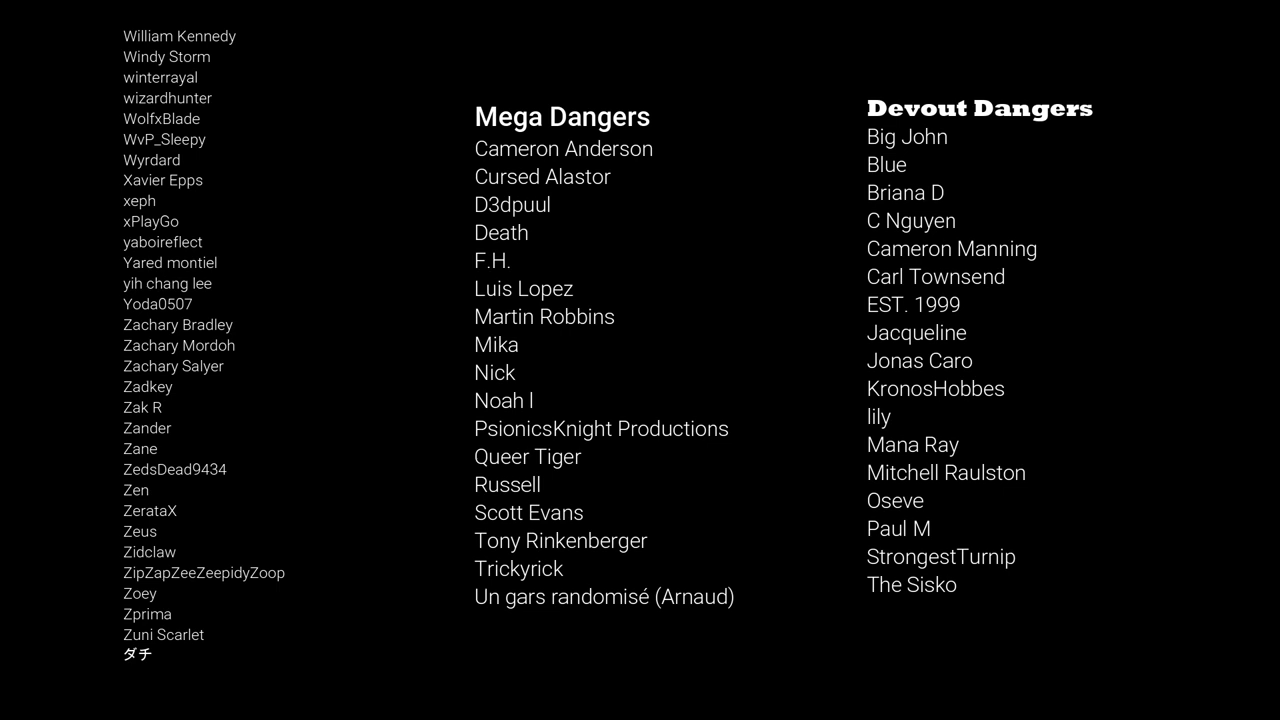 William Kennedy
Windy Storm
winterrayal
wizardhunter
WolfxBlade
WvP_Sleepy
Wyrdard
Xavier Epps
xeph
xPlayGo
yaboireflect
Yared montiel
yih chang lee
Yoda0507
Zachary Bradley
Zachary Mordoh
Zachary Salyer
Zadkey
Zak R
Zander
Zane
ZedsDead9434
Zen
ZerataX
Zeus
Zidclaw
ZipZapZeeZeepidyZoop
Zoey
Zprima
Zuni Scarlet
ダチ
Mega Dangers
Cameron Anderson
Cursed Alastor
D3dpuul
Death
F.H.
Luis Lopez
Martin Robbins
Mika
Nick
Noah l
PsionicsKnight Productions
Queer Tiger
Russell
Scott Evans
Tony Rinkenberger
Trickyrick
Un gars randomisé (Arnaud)
Devout Dangers
Big John
Blue
Briana D
C Nguyen
Cameron Manning
Carl Townsend
EST. 1999
Jacqueline
Jonas Caro
KronosHobbes
lily
Mana Ray
Mitchell Raulston
Oseve
Paul M
StrongestTurnip
The Sisko